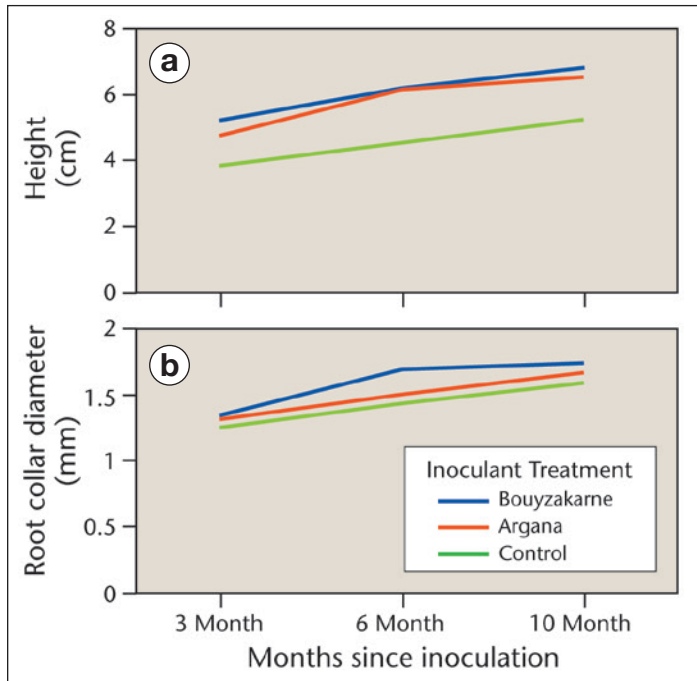 8
a
6
Height
(cm)
4
2
0
2
b
Root collar diameter
(mm)
1.5
1
Inoculant Treatment
Bouyzakarne
0.5
Argana
Control
0
3 Month 6 Month 10 Month
Months since inoculation